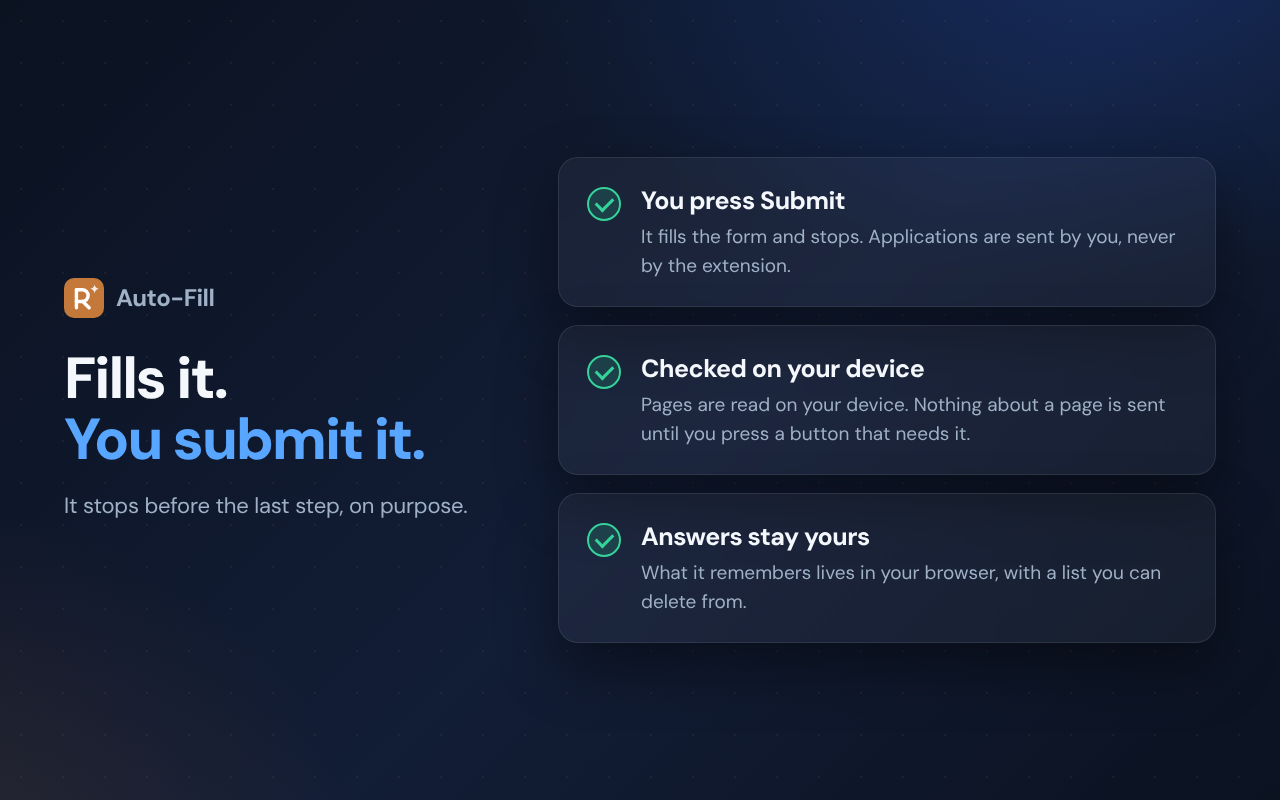 R Auto-Fill
Fills it.
You submit it.
It stops before the last step, on purpose.
You press Submit
It fills the form and stops. Applications are sent by you, never
by the extension.
Checked on your device
Pages are read on your device. Nothing about a page is sent
until you press a button that needs it.
Answers stay yours
What it remembers lives in your browser, with a list you can
delete from.